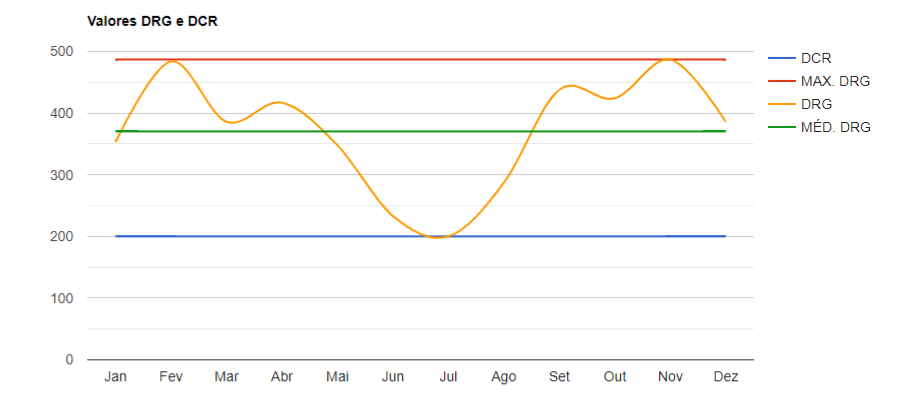 Valores DRG e DCR
500
400
300
200
100
0
Jan Fev Mar Abr Mai Jun Jul Ago Set Out Nov Dez
DCR
MAX. DRG
DRG
MÉD. DRG